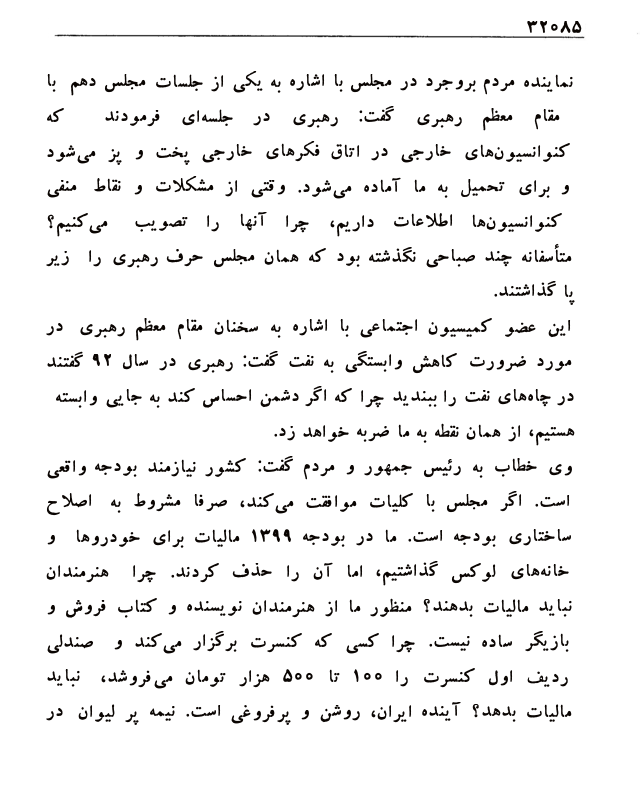 ۳۲۰۸۵
نماینده مردم بروجرد در مجلس با اشاره به یکی از جلسات مجلس دهم با
مقام معظم رهبری گفت: رهبری در جلسه‌ای فرمودند که
کنوانسیون‌های خارجی در اتاق فکرهای خارجی پخت و پز می‌شود
و برای تحمیل به ما آماده می‌شود. وقتی از مشکلات و نقاط منفی
کنوانسیون‌ها اطلاعات داریم، چرا آنها را تصویب می‌کنیم؟
متأسفانه چند صباحی نگذشته بود که همان مجلس حرف رهبری را زیر
پا گذاشتند.
این عضو کمیسیون اجتماعی با اشاره به سخنان مقام معظم رهبری در
مورد ضرورت کاهش وابستگی به نفت گفت: رهبری در سال ۹۲ گفتند
در چاه‌های نفت را ببندید چرا که اگر دشمن احساس کند به جایی وابسته
هستیم، از همان نقطه به ما ضربه خواهد زد.
وی خطاب به رئیس جمهور و مردم گفت: کشور نیازمند بودجه واقعی
است. اگر مجلس با کلیات موافقت می‌کند، صرفا مشروط به اصلاح
ساختاری بودجه است. ما در بودجه ۱۳۹۹ مالیات برای خودروها و
خانه‌های لوکس گذاشتیم، اما آن را حذف کردند. چرا هنرمندان
نباید مالیات بدهند؟ منظور ما از هنرمندان نویسنده و کتاب فروش و
بازیگر ساده نیست. چرا کسی که کنسرت برگزار می‌کند و صندلی
ردیف اول کنسرت را ۱۰۰ تا ۵۰۰ هزار تومان می‌فروشد، نباید
مالیات بدهد؟ آینده ایران، روشن و پرفروغی است. نیمه پر لیوان در